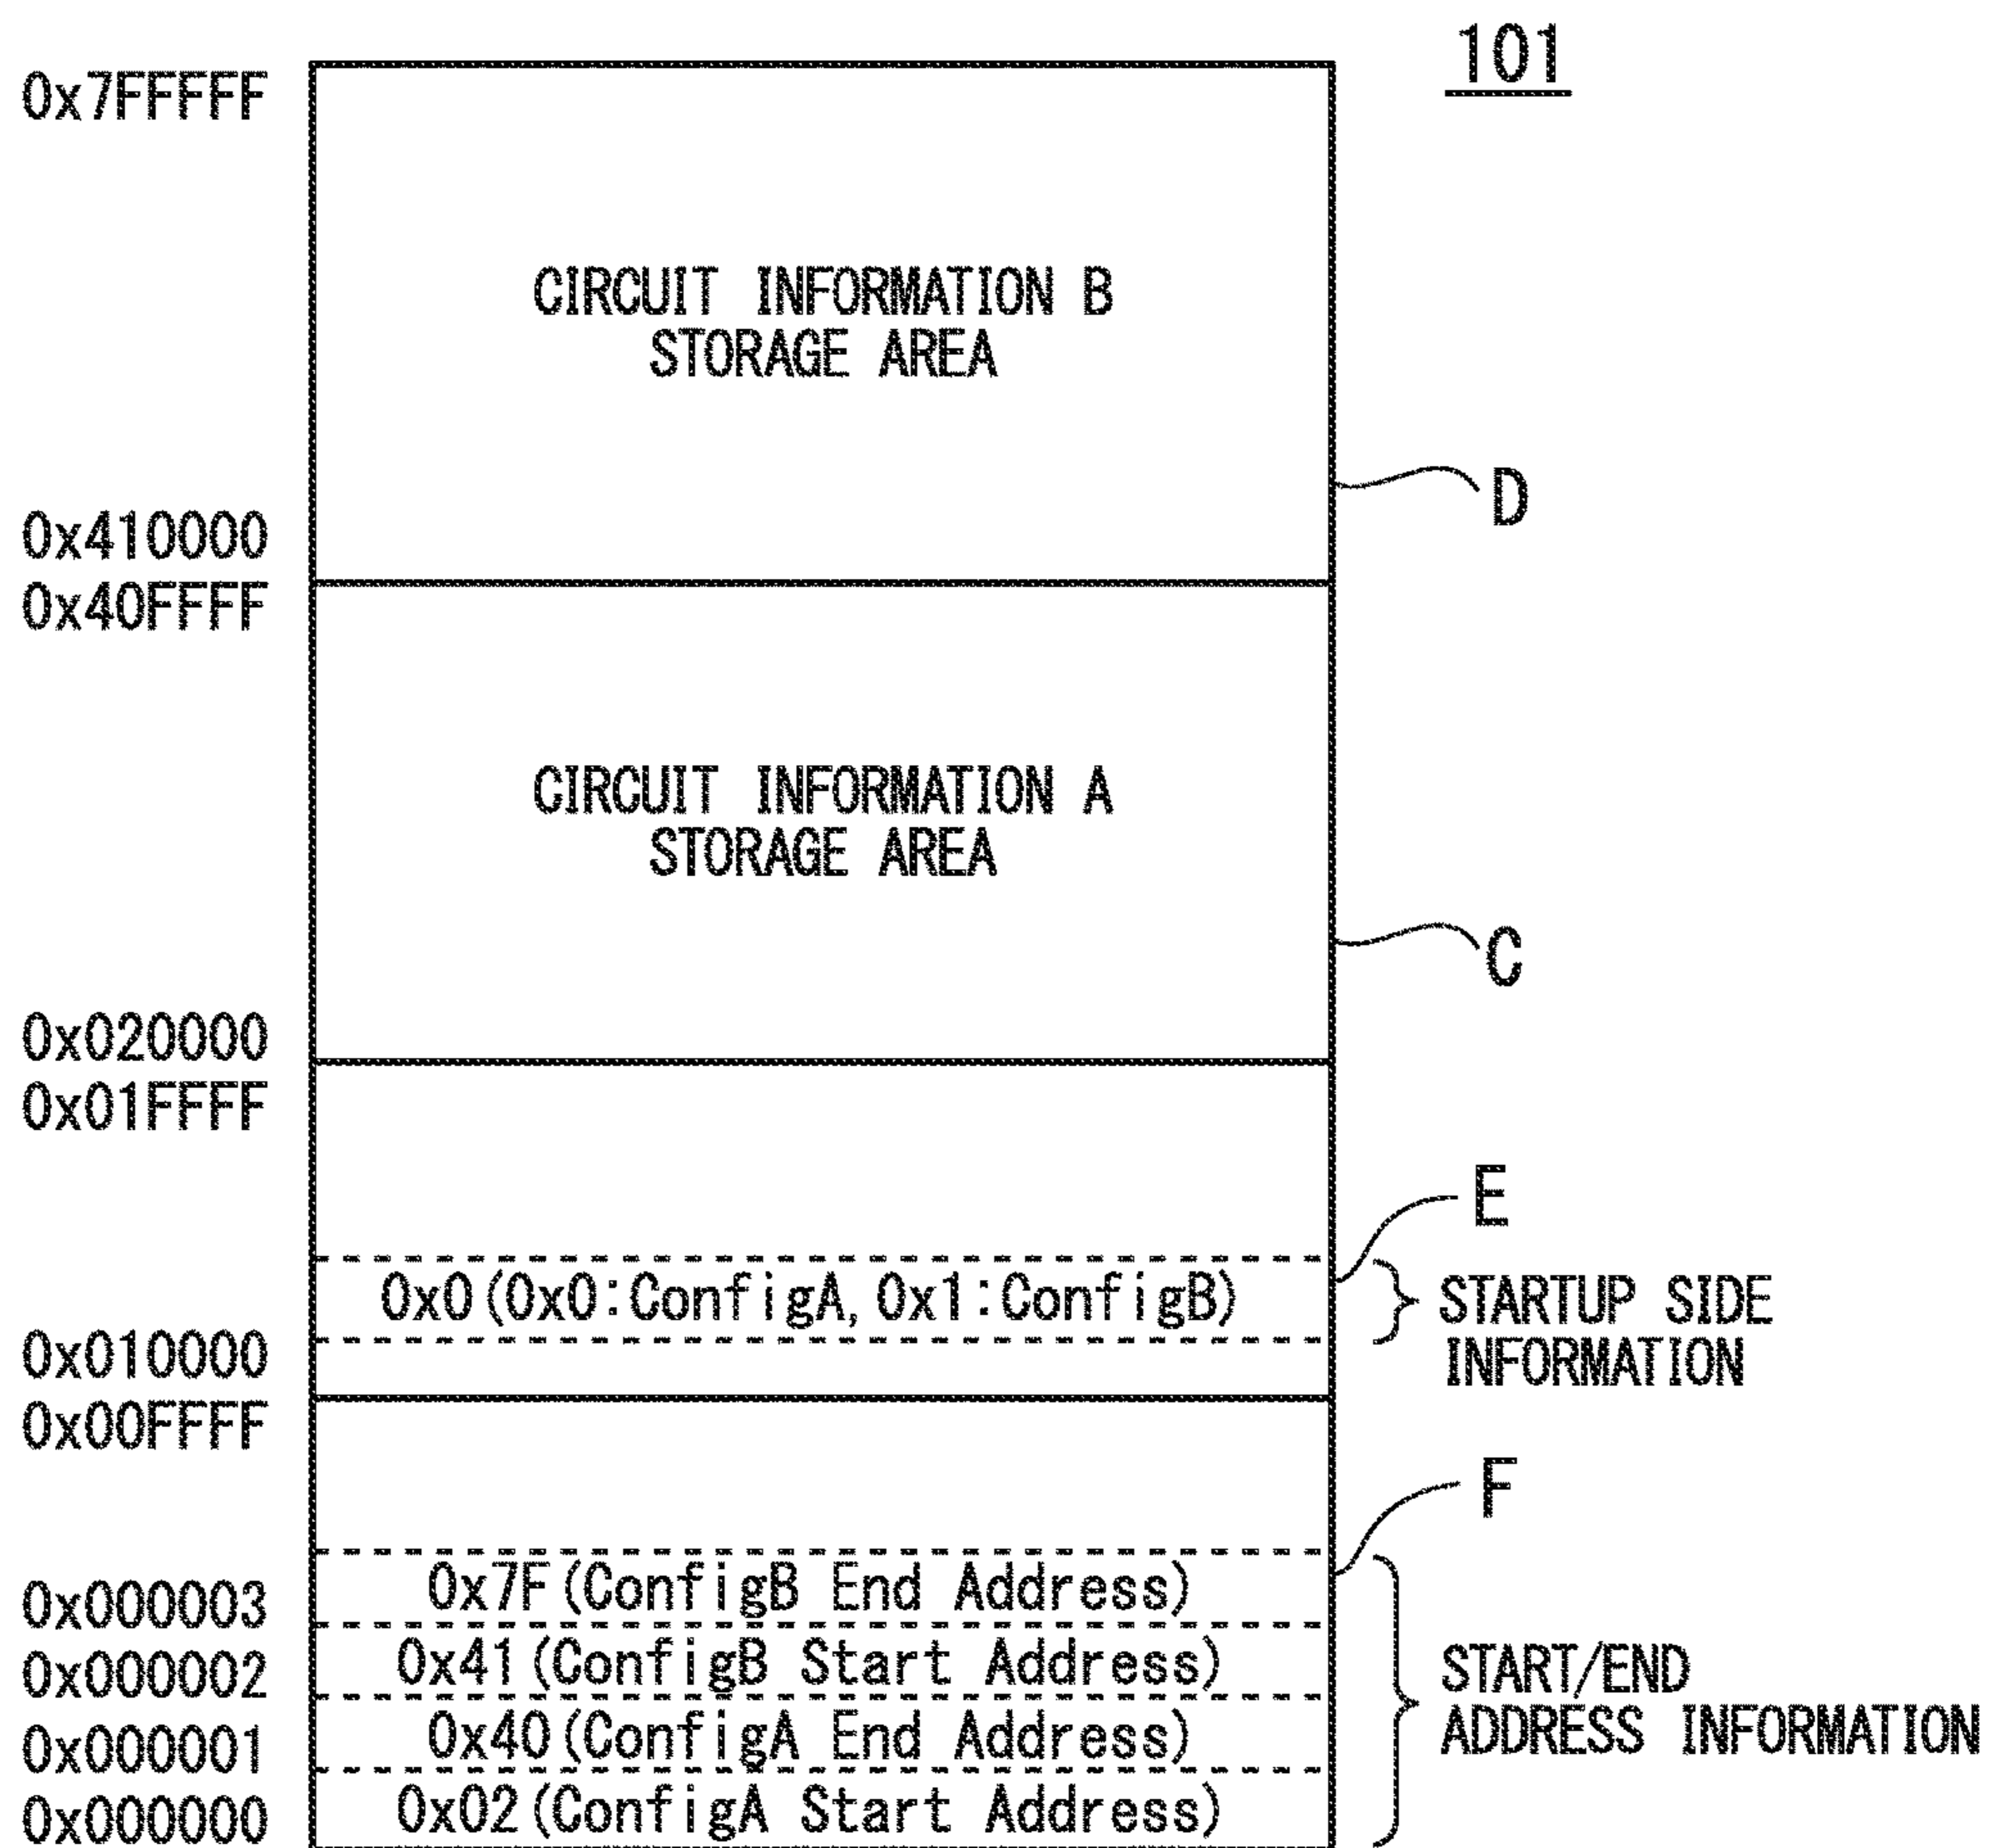 101
0x7FFFFF
CIRCUIT INFORMATION B
STORAGE AREA
D
0x410000
0x40FFFF
CIRCUIT INFORMATION A
STORAGE AREA
C
0x020000
0x01FFFF
E
0x0(0x0:ConfigA,0x1:ConfigB)
STARTUP SIDE
INFORMATION
0x010000
0x00FFFF
F
0x000003
0x7F(ConfigB End Address)
0x000002
0x41(ConfigB Start Address)
START/END
ADDRESS INFORMATION
0x000001
0x40(ConfigA End Address)
0x000000
0x02(ConfigA Start Address)